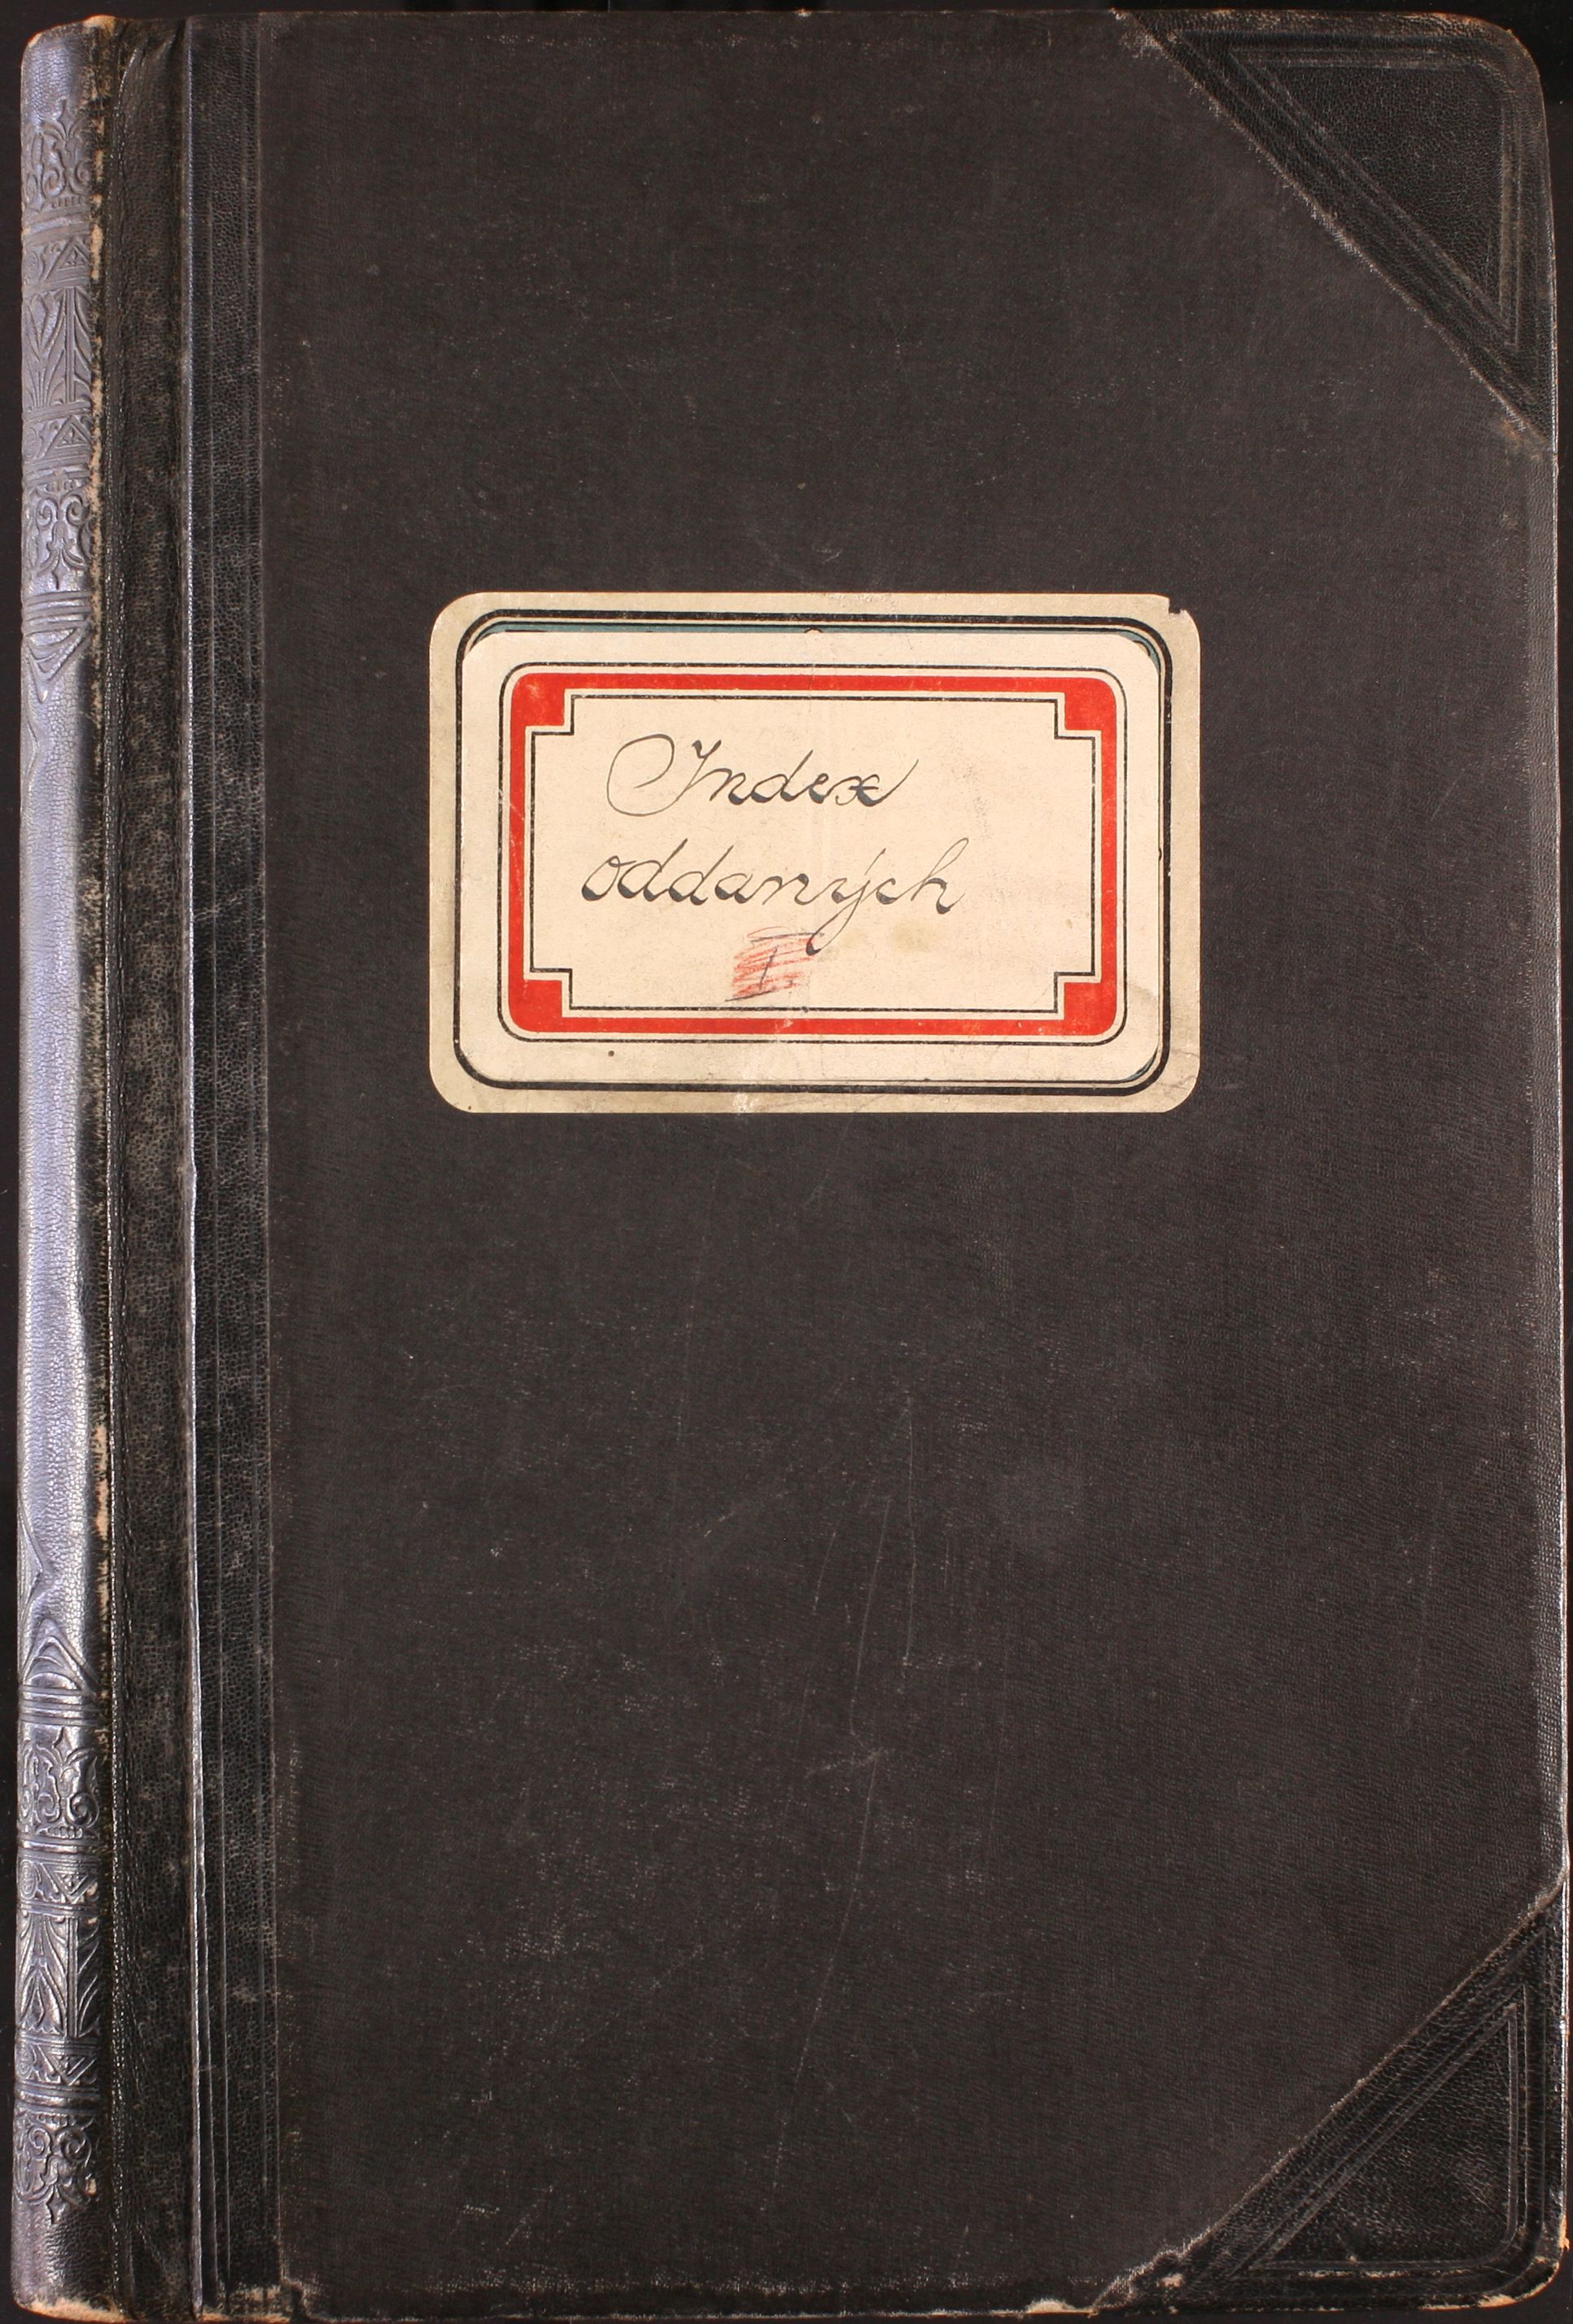 Index
oddaných
I